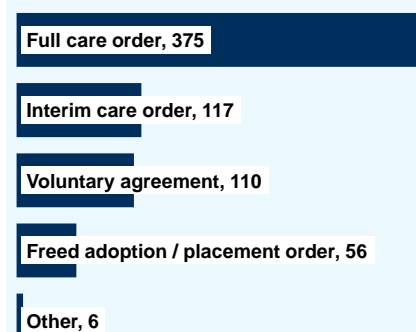 Full care order, 375
Interim care order, 117
Voluntary agreement, 110
Freed adoption / placement order, 56
Other, 6